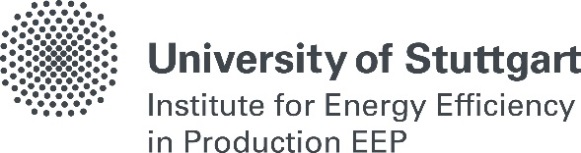 University of Stuttgart
Institute for Energy Efficiency
in Production EEP